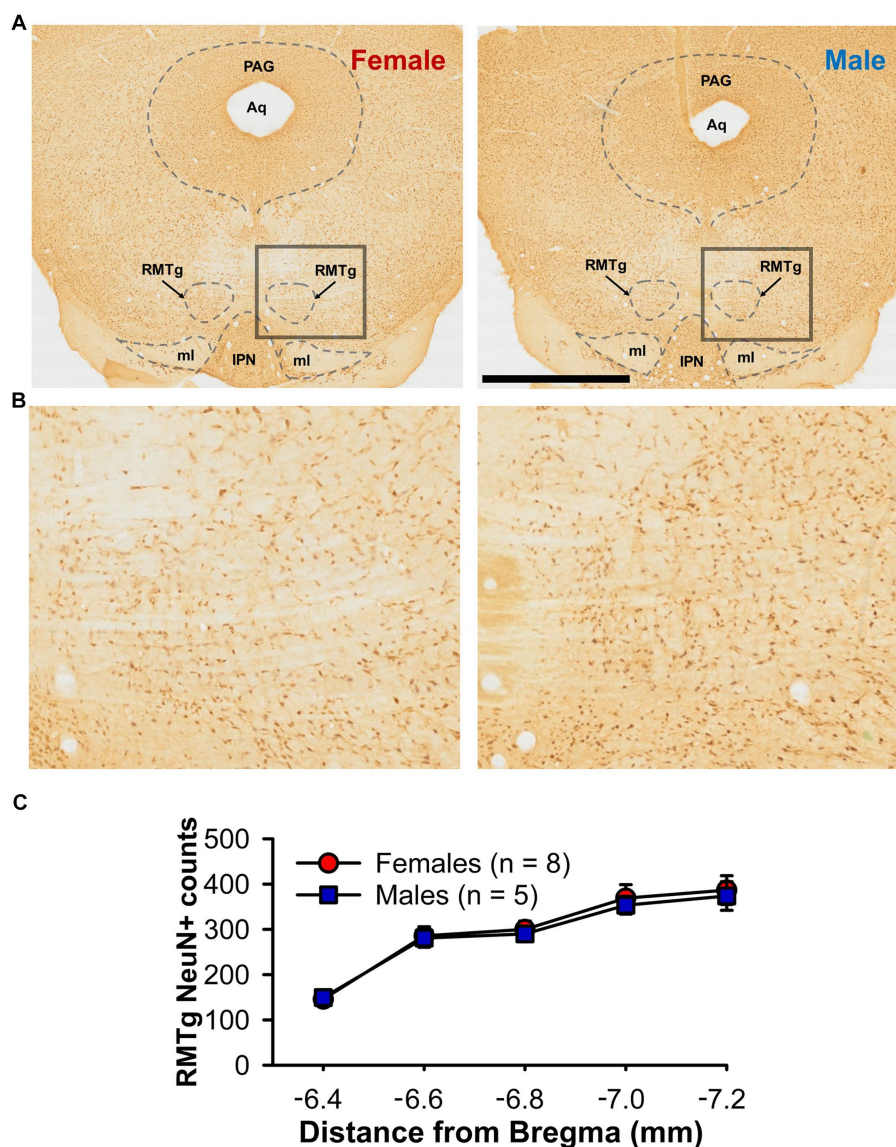 A
Female
PAG
Aq
RMTg
RMTg
ml
IPN
ml
Male
PAG
Aq
RMTg
RMTg
ml
IPN
ml
B
C
500
400
300
200
100
0
RMTg NeuN+ counts
Females (n = 8)
Males (n = 5)
-6.4 -6.6 -6.8 -7.0 -7.2
Distance from Bregma (mm)